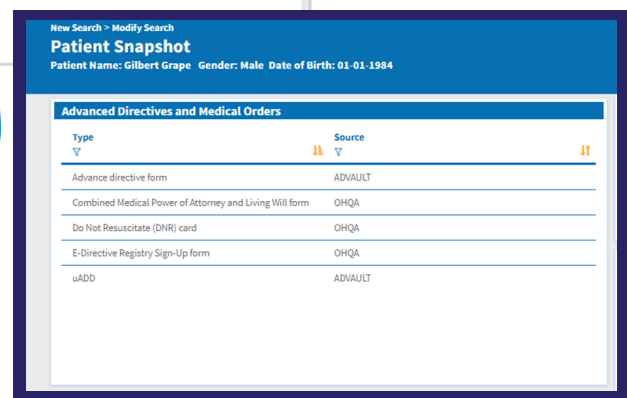 New Search > Modify Search
Patient Snapshot
Patient Name: Gilbert Grape Gender: Male Date of Birth: 01-01-1984
Advanced Directives and Medical Orders
Type Source
Advance directive form ADVAULT
Combined Medical Power of Attorney and Living Will form OHQA
Do Not Resuscitate (DNR) card OHQA
E-Directive Registry Sign-Up form OHQA
uADD ADVAULT